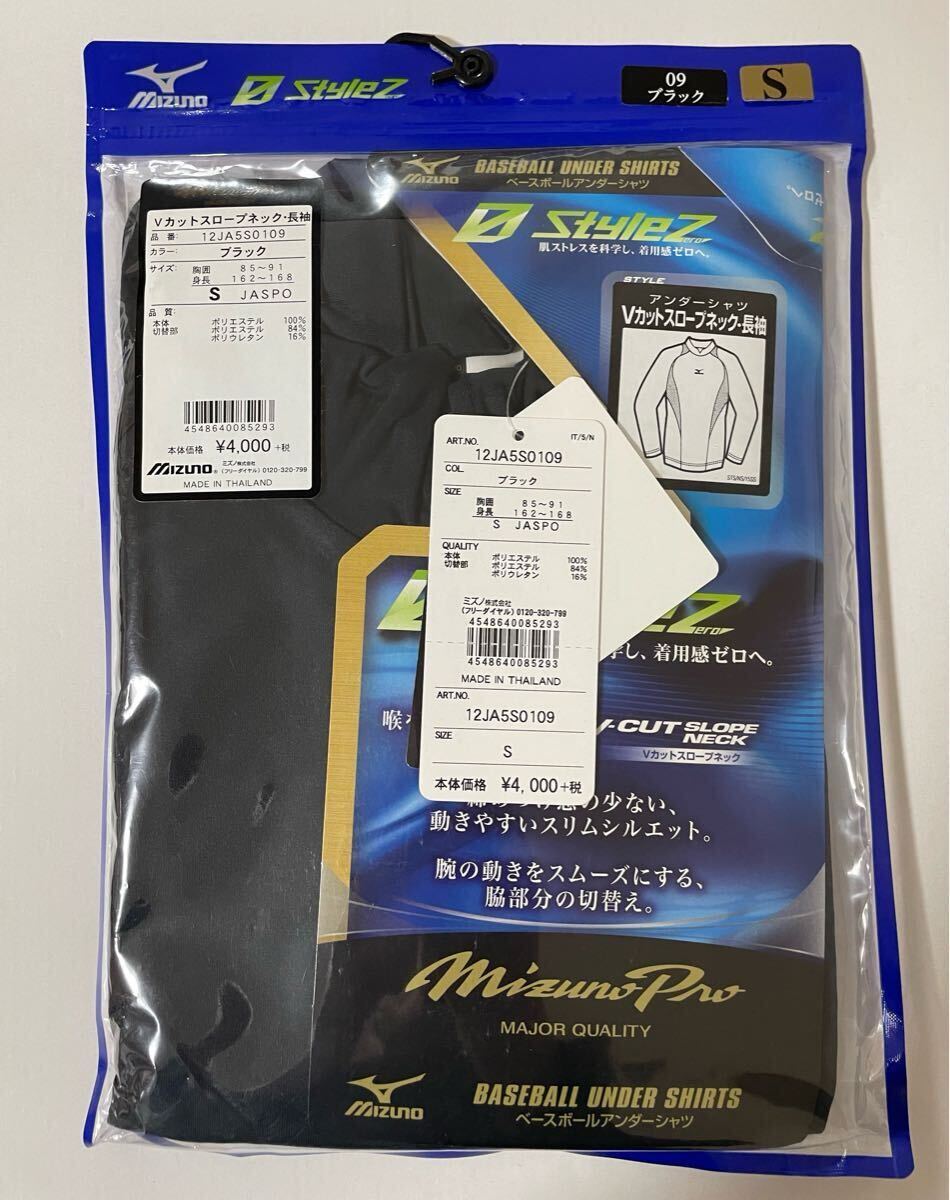 MIZUNO
StyleZ
09
ブラック
S
MIZUNO
BASEBALL UNDER SHIRTS
ベースボールアンダーシャツ
StyleZero
肌ストレスを科学し、着用感ゼロへ。
STYLE
アンダーシャツ
Vカットスロープネック・長袖
Vカットスロープネック・長袖
品番: 12JA5S0109
カラー: ブラック
サイズ: 胸囲 85~91
身長 162~168
S JASPO
品質:
本体 ポリエステル 100%
切替部 ポリエステル 84%
ポリウレタン 16%
4548640085293
本体価格 ¥4,000 +税
MIZUNO® ミズノ株式会社
(フリーダイヤル) 0120-320-799
MADE IN THAILAND
ART.NO. IT/S/N
12JA5S0109
COL.
ブラック
SIZE
胸囲 85~91
身長 162~168
S JASPO
QUALITY
本体 ポリエステル 100%
切替部 ポリエステル 84%
ポリウレタン 16%
ミズノ株式会社
(フリーダイヤル) 0120-320-799
4548640085293
4548640085293
MADE IN THAILAND
ART.NO.
12JA5S0109
SIZE
S
本体価格 ¥4,000+税
eZero
学し、着用感ゼロへ。
喉
V-CUT SLOPE
NECK
Vカットスロープネック
の少ない、
動きやすいスリムシルエット。
腕の動きをスムーズにする、
脇部分の切替え。
Mizuno Pro
MAJOR QUALITY
MIZUNO
BASEBALL UNDER SHIRTS
ベースボールアンダーシャツ